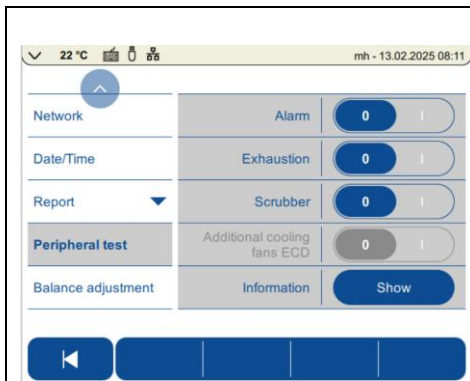 22 °C
mh - 13.02.2025 08:11
Network
Alarm
0
I
Date/Time
Exhaustion
0
I
Report
Scrubber
0
I
Peripheral test
Additional cooling
fans ECD
0
I
Balance adjustment
Information
Show